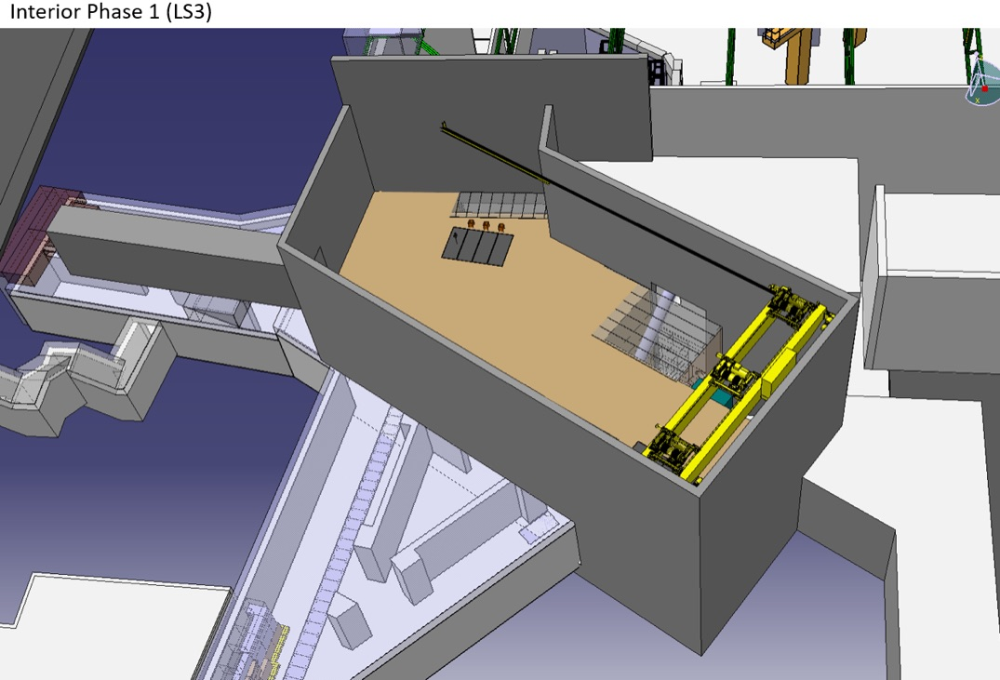 Interior Phase 1 (LS3)
x